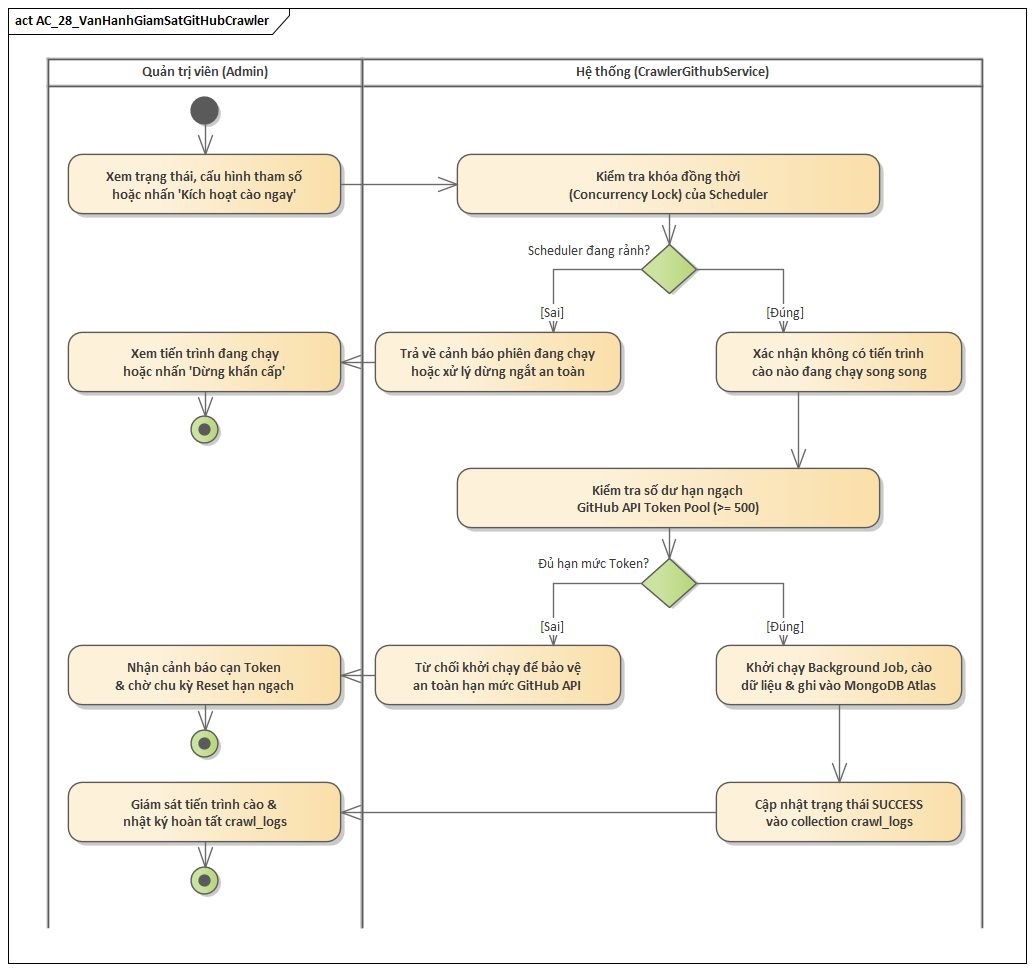 act AC_28_VanHanhGiamSatGitHubCrawler
Quản trị viên (Admin)
Hệ thống (CrawlerGithubService)
Xem trạng thái, cấu hình tham số
hoặc nhấn 'Kích hoạt cào ngay'
Kiểm tra khóa đồng thời
(Concurrency Lock) của Scheduler
Scheduler đang rảnh?
[Sai]
[Đúng]
Xem tiến trình đang chạy
hoặc nhấn 'Dừng khẩn cấp'
Trả về cảnh báo phiên đang chạy
hoặc xử lý dừng ngắt an toàn
Xác nhận không có tiến trình
cào nào đang chạy song song
Kiểm tra số dư hạn ngạch
GitHub API Token Pool (>= 500)
Đủ hạn mức Token?
[Sai]
[Đúng]
Nhận cảnh báo cạn Token
& chờ chu kỳ Reset hạn ngạch
Từ chối khởi chạy để bảo vệ
an toàn hạn mức GitHub API
Khởi chạy Background Job, cào
dữ liệu & ghi vào MongoDB Atlas
Giám sát tiến trình cào &
nhật ký hoàn tất crawl_logs
Cập nhật trạng thái SUCCESS
vào collection crawl_logs